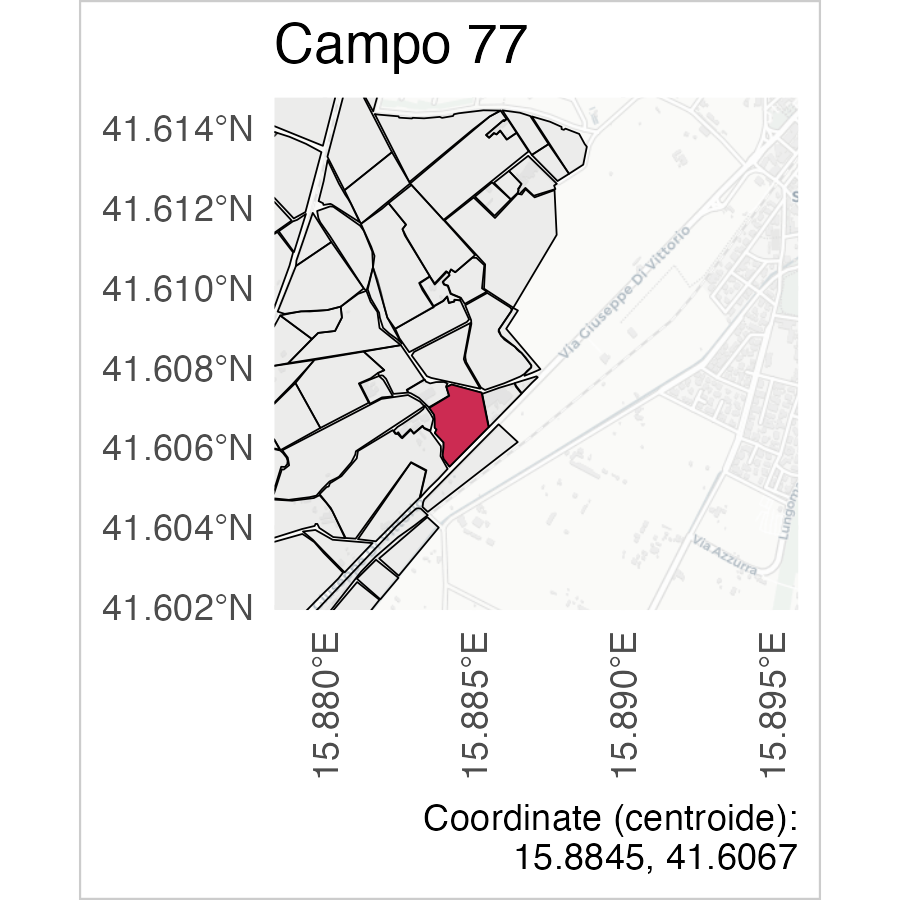 Campo 77
41.614°N
41.612°N
41.610°N
41.608°N
41.606°N
41.604°N
41.602°N
Via Giuseppe Di Vittorio
S
Via Azzurra
Lungom
15.880°E
15.885°E
15.890°E
15.895°E
Coordinate (centroide):
15.8845, 41.6067